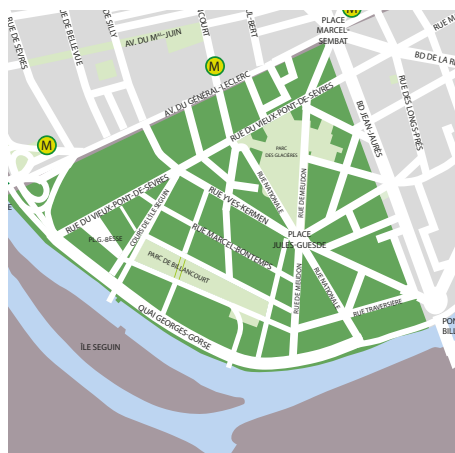 RUE DE SÈVRES
RUE DE BELLEVUE
DE SILLY
AV. DU Mᵃˡ-JUIN
M
PLACE
MARCEL-
SEMBAT
BD DE LA R
RUE M
M
AV. DU GÉNÉRAL-LECLERC
RUE DES LONGS-PRÉS
RUE DU VIEUX-PONT-DE-SÈVRES
BD JEAN-JAURÈS
M
PARC
DES GLACIÈRES
RUE NATIONALE
RUE DE MEUDON
RUE DU VIEUX-PONT-DE-SÈVRES
COURS DE L'ÎLE SEGUIN
RUE YVES-KERMEN
RUE MARCEL-BONTEMPS
PLACE
JULES-GUESDE
PL.G.-BESSE
PARC DE BILLANCOURT
RUE DE MEUDON
RUE NATIONALE
RUE TRAVERSIÈRE
QUAI GEORGES-GORSE
PON
BILL
ÎLE SEGUIN